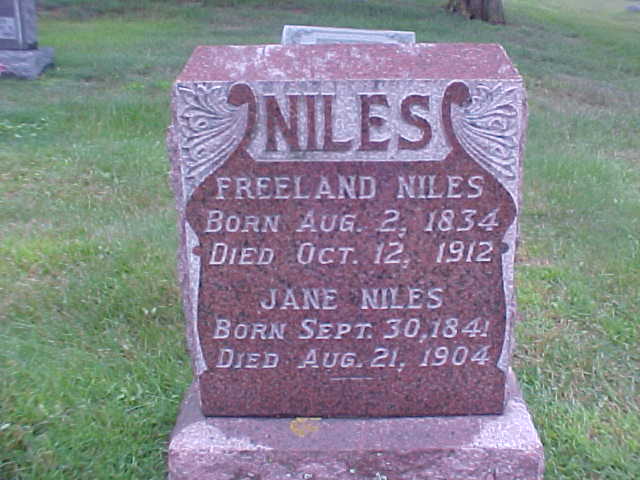 NILES
FREELAND NILES
BORN AUG. 2, 1834
DIED OCT. 12, 1912
JANE NILES
BORN SEPT. 30, 1841
DIED AUG. 21, 1904